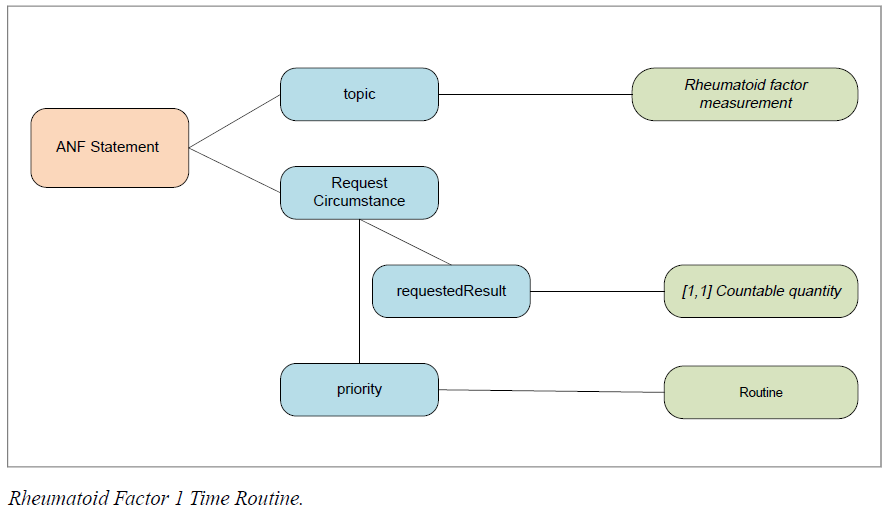 ANF Statement
topic
Rheumatoid factor
measurement
Request
Circumstance
requestedResult
[1,1] Countable quantity
priority
Routine
Rheumatoid Factor 1 Time Routine.